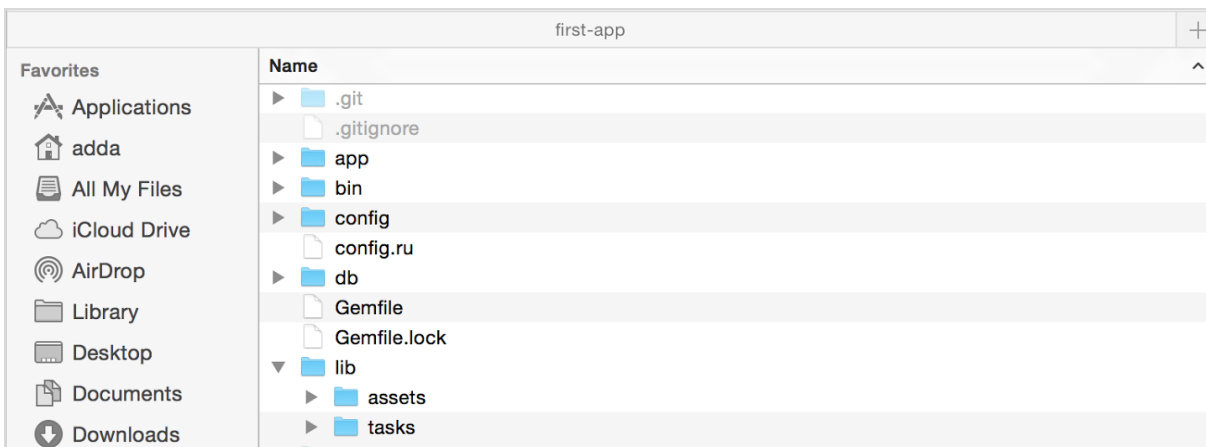 first-app
Favorites
Applications
adda
All My Files
iCloud Drive
AirDrop
Library
Desktop
Documents
Downloads
Name
.git
.gitignore
app
bin
config
config.ru
db
Gemfile
Gemfile.lock
lib
assets
tasks